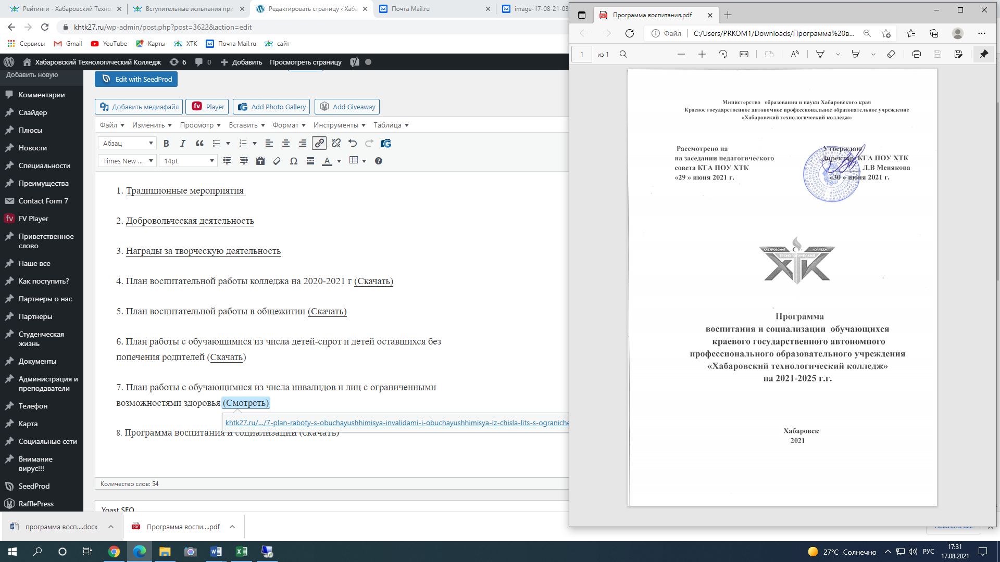 Рейтинги - Хабаровский Техно
Вступительные испытания при
Редактировать страницу ‹ Хаба
Почта Mail.ru
image-17-08-21-03
khtk27.ru/wp-admin/post.php?post=3622&action=edit
Сервисы
Gmail
YouTube
Карты
ХТК
Почта Mail.ru
сайт
Хабаровский Технологический Колледж
6
0
Добавить
Просмотреть страницу
Добавить новую
Комментарии
Слайдер
Плюсы
Новости
Специальности
Преимущества
Contact Form 7
FV Player
Приветственное
слово
Наше все
Как поступить?
Партнеры о нас
Партнеры
Студенческая
жизнь
Документы
Администрация и
преподаватели
Телефон
Карта
Социальные сети
Внимание
вирус!!!
SeedProd
RafflePress
Edit with SeedProd
Добавить медиафайл
fv Player
Add Photo Gallery
Add Giveaway
Файл
Изменить
Просмотр
Вставить
Формат
Инструменты
Таблица
Абзац
Times New ...
14pt
1. Традиционные мероприятия
2. Добровольческая деятельность
3. Награды за творческую деятельность
4. План воспитательной работы колледжа на 2020-2021 г (Скачать)
5. План воспитательной работы в общежитии (Скачать)
6. План работы с обучающимися из числа детей-сирот и детей оставшихся без
попечения родителей (Скачать)
7. План работы с обучающимися из числа инвалидов и лиц с ограниченными
возможностями здоровья (Смотреть)
khtk27.ru/.../7-plan-raboty-s-obuchayushhimisya-invalidami-i-obuchayushhimisya-iz-chisla-lits-s-ograniche
8. Программа воспитания и социализации (Скачать)
Количество слов: 54
Yoast SEO
программа восп....docx
Программа воспи....pdf
Показать все
Программа воспитания.pdf
Файл
C:/Users/PRKOM1/Downloads/Программа%20в...
1
из 1
Министерство образования и науки Хабаровского края
Краевое государственное автономное профессиональное образовательное учреждение
«Хабаровский технологический колледж»
Рассмотрено на
на заседании педагогического
совета КГА ПОУ ХТК
«29 » июня 2021 г.
Утверждаю
Директор КГА ПОУ ХТК
Л.В Менякова
«30 » июня 2021 г.
ХАБАРОВСКИЙ
КОЛЛЕДЖ
ТЕХНОЛОГИЧЕСКИЙ
ХТК
Программа
воспитания и социализации обучающихся
краевого государственного автономного
профессионального образовательного учреждения
«Хабаровский технологический колледж»
на 2021-2025 г.г.
Хабаровск
2021
27°C Солнечно
РУС
17:31
17.08.2021